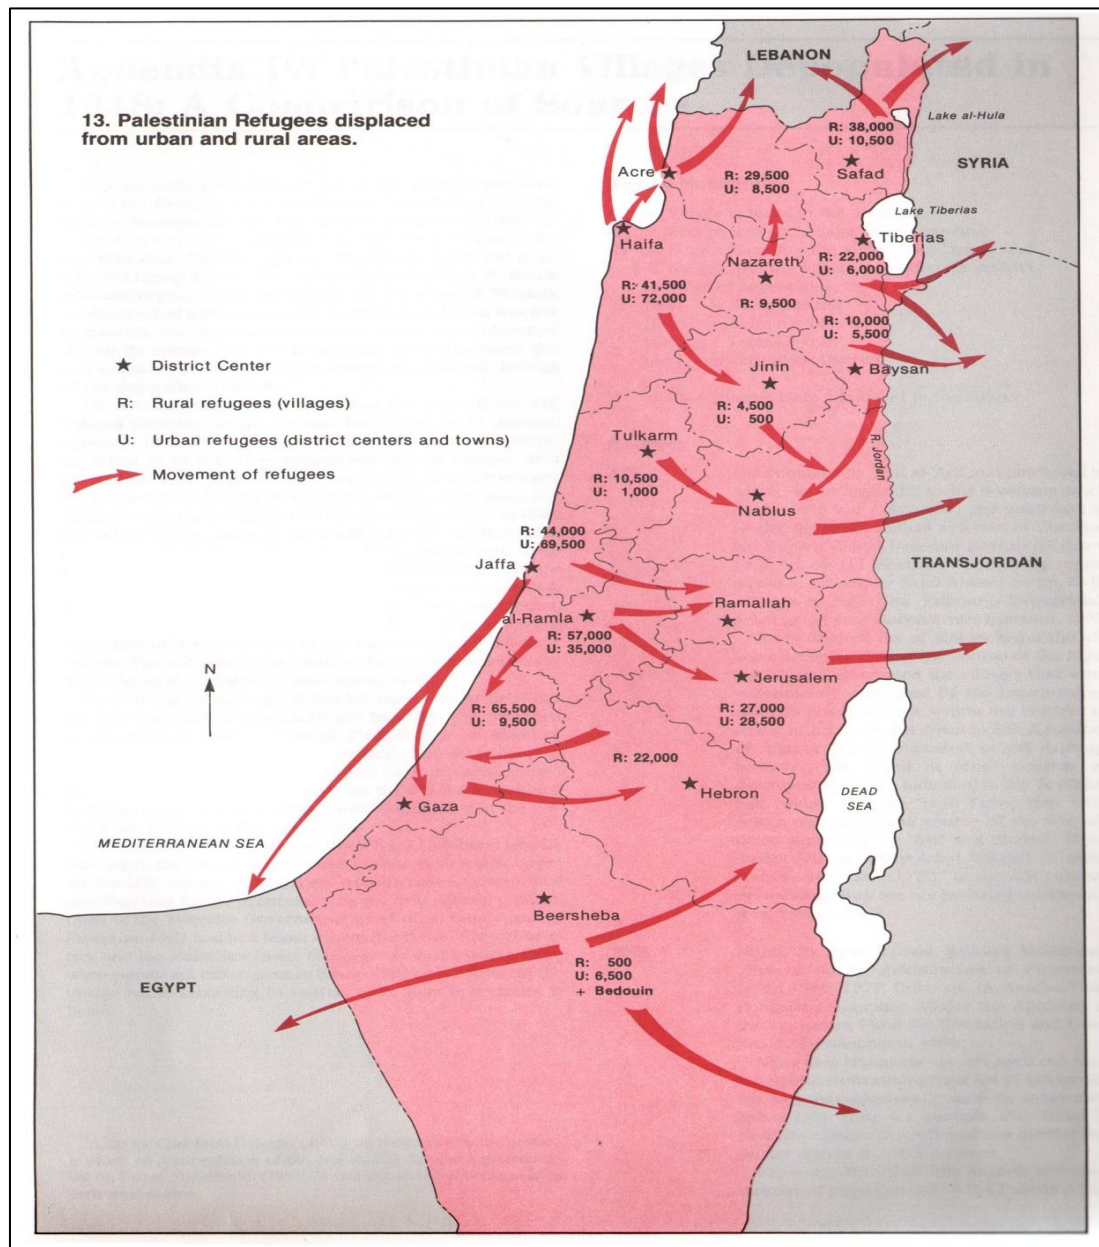 LEBANON
13. Palestinian Refugees displaced
from urban and rural areas.
Lake al-Hula
R: 38,000
U: 10,500
Safad
SYRIA
Acre
R: 29,500
U: 8,500
Lake Tiberias
Haifa
Tiberias
Nazareth
R: 22,000
U: 6,000
R: 41,500
U: 72,000
R: 9,500
R: 10,000
U: 5,500
Baysan
Jinin
★ District Center
R: Rural refugees (villages)
U: Urban refugees (district centers and towns)
Movement of refugees
R: 4,500
U: 500
Tulkarm
R. Jordan
R: 10,500
U: 1,000
Nablus
R: 44,000
U: 69,500
Jaffa
TRANSJORDAN
Ramallah
al-Ramla
R: 57,000
U: 35,000
N
Jerusalem
R: 65,500
U: 9,500
R: 27,000
U: 28,500
R: 22,000
Hebron
DEAD
SEA
Gaza
MEDITERRANEAN SEA
Beersheba
R: 500
U: 6,500
+ Bedouin
EGYPT